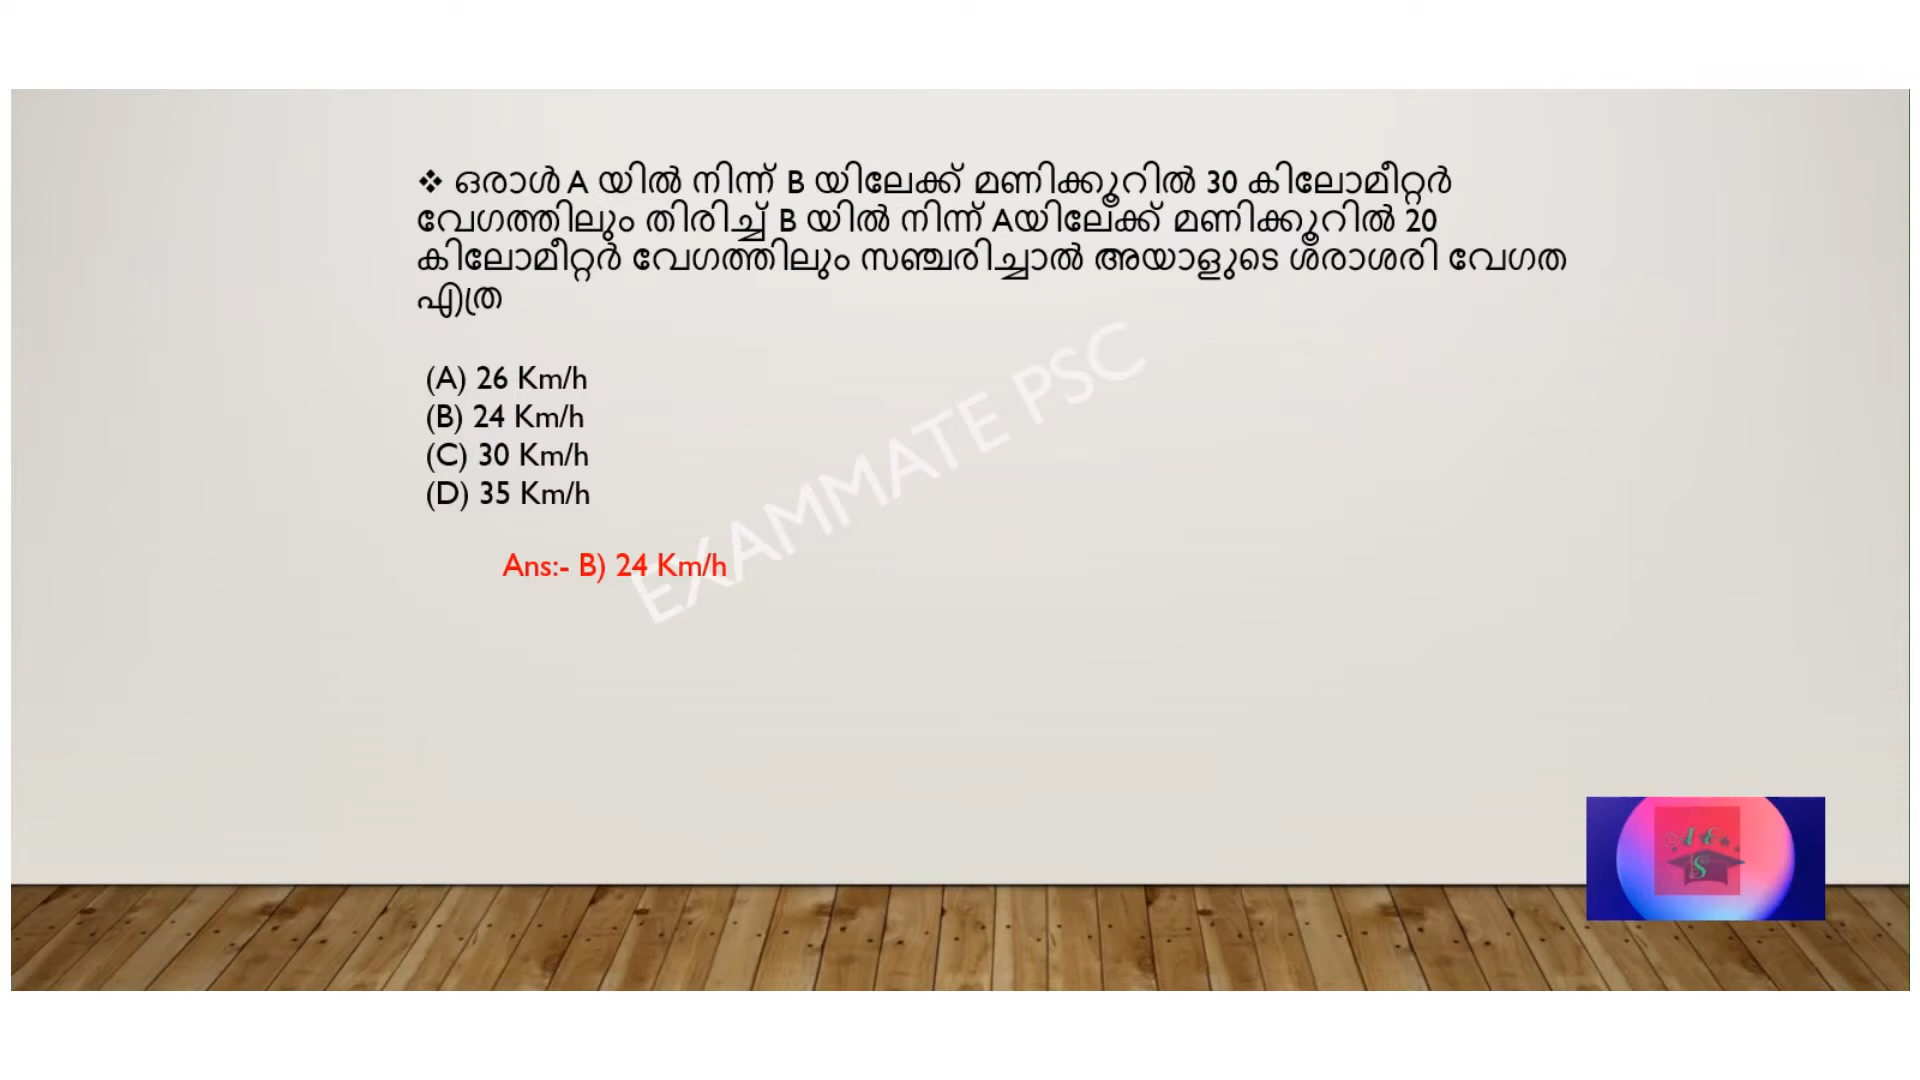 ❖ ഒരാൾ A യിൽ നിന്ന് B യിലേക്ക് മണിക്കൂറിൽ 30 കിലോമീറ്റർ
വേഗത്തിലും തിരിച്ച് B യിൽ നിന്ന് Aയിലേക്ക് മണിക്കൂറിൽ 20
കിലോമീറ്റർ വേഗത്തിലും സഞ്ചരിച്ചാൽ അയാളുടെ ശരാശരി വേഗത
എത്ര
(A) 26 Km/h
(B) 24 Km/h
(C) 30 Km/h
(D) 35 Km/h
Ans:- B) 24 Km/h
EXAMMATE PSC
A E
S